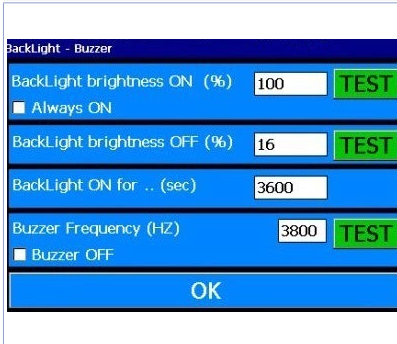 BackLight - Buzzer
BackLight brightness ON (%) 100 TEST
Always ON
BackLight brightness OFF (%) 16 TEST
BackLight ON for .. (sec) 3600
Buzzer Frequency (HZ) 3800 TEST
Buzzer OFF
OK